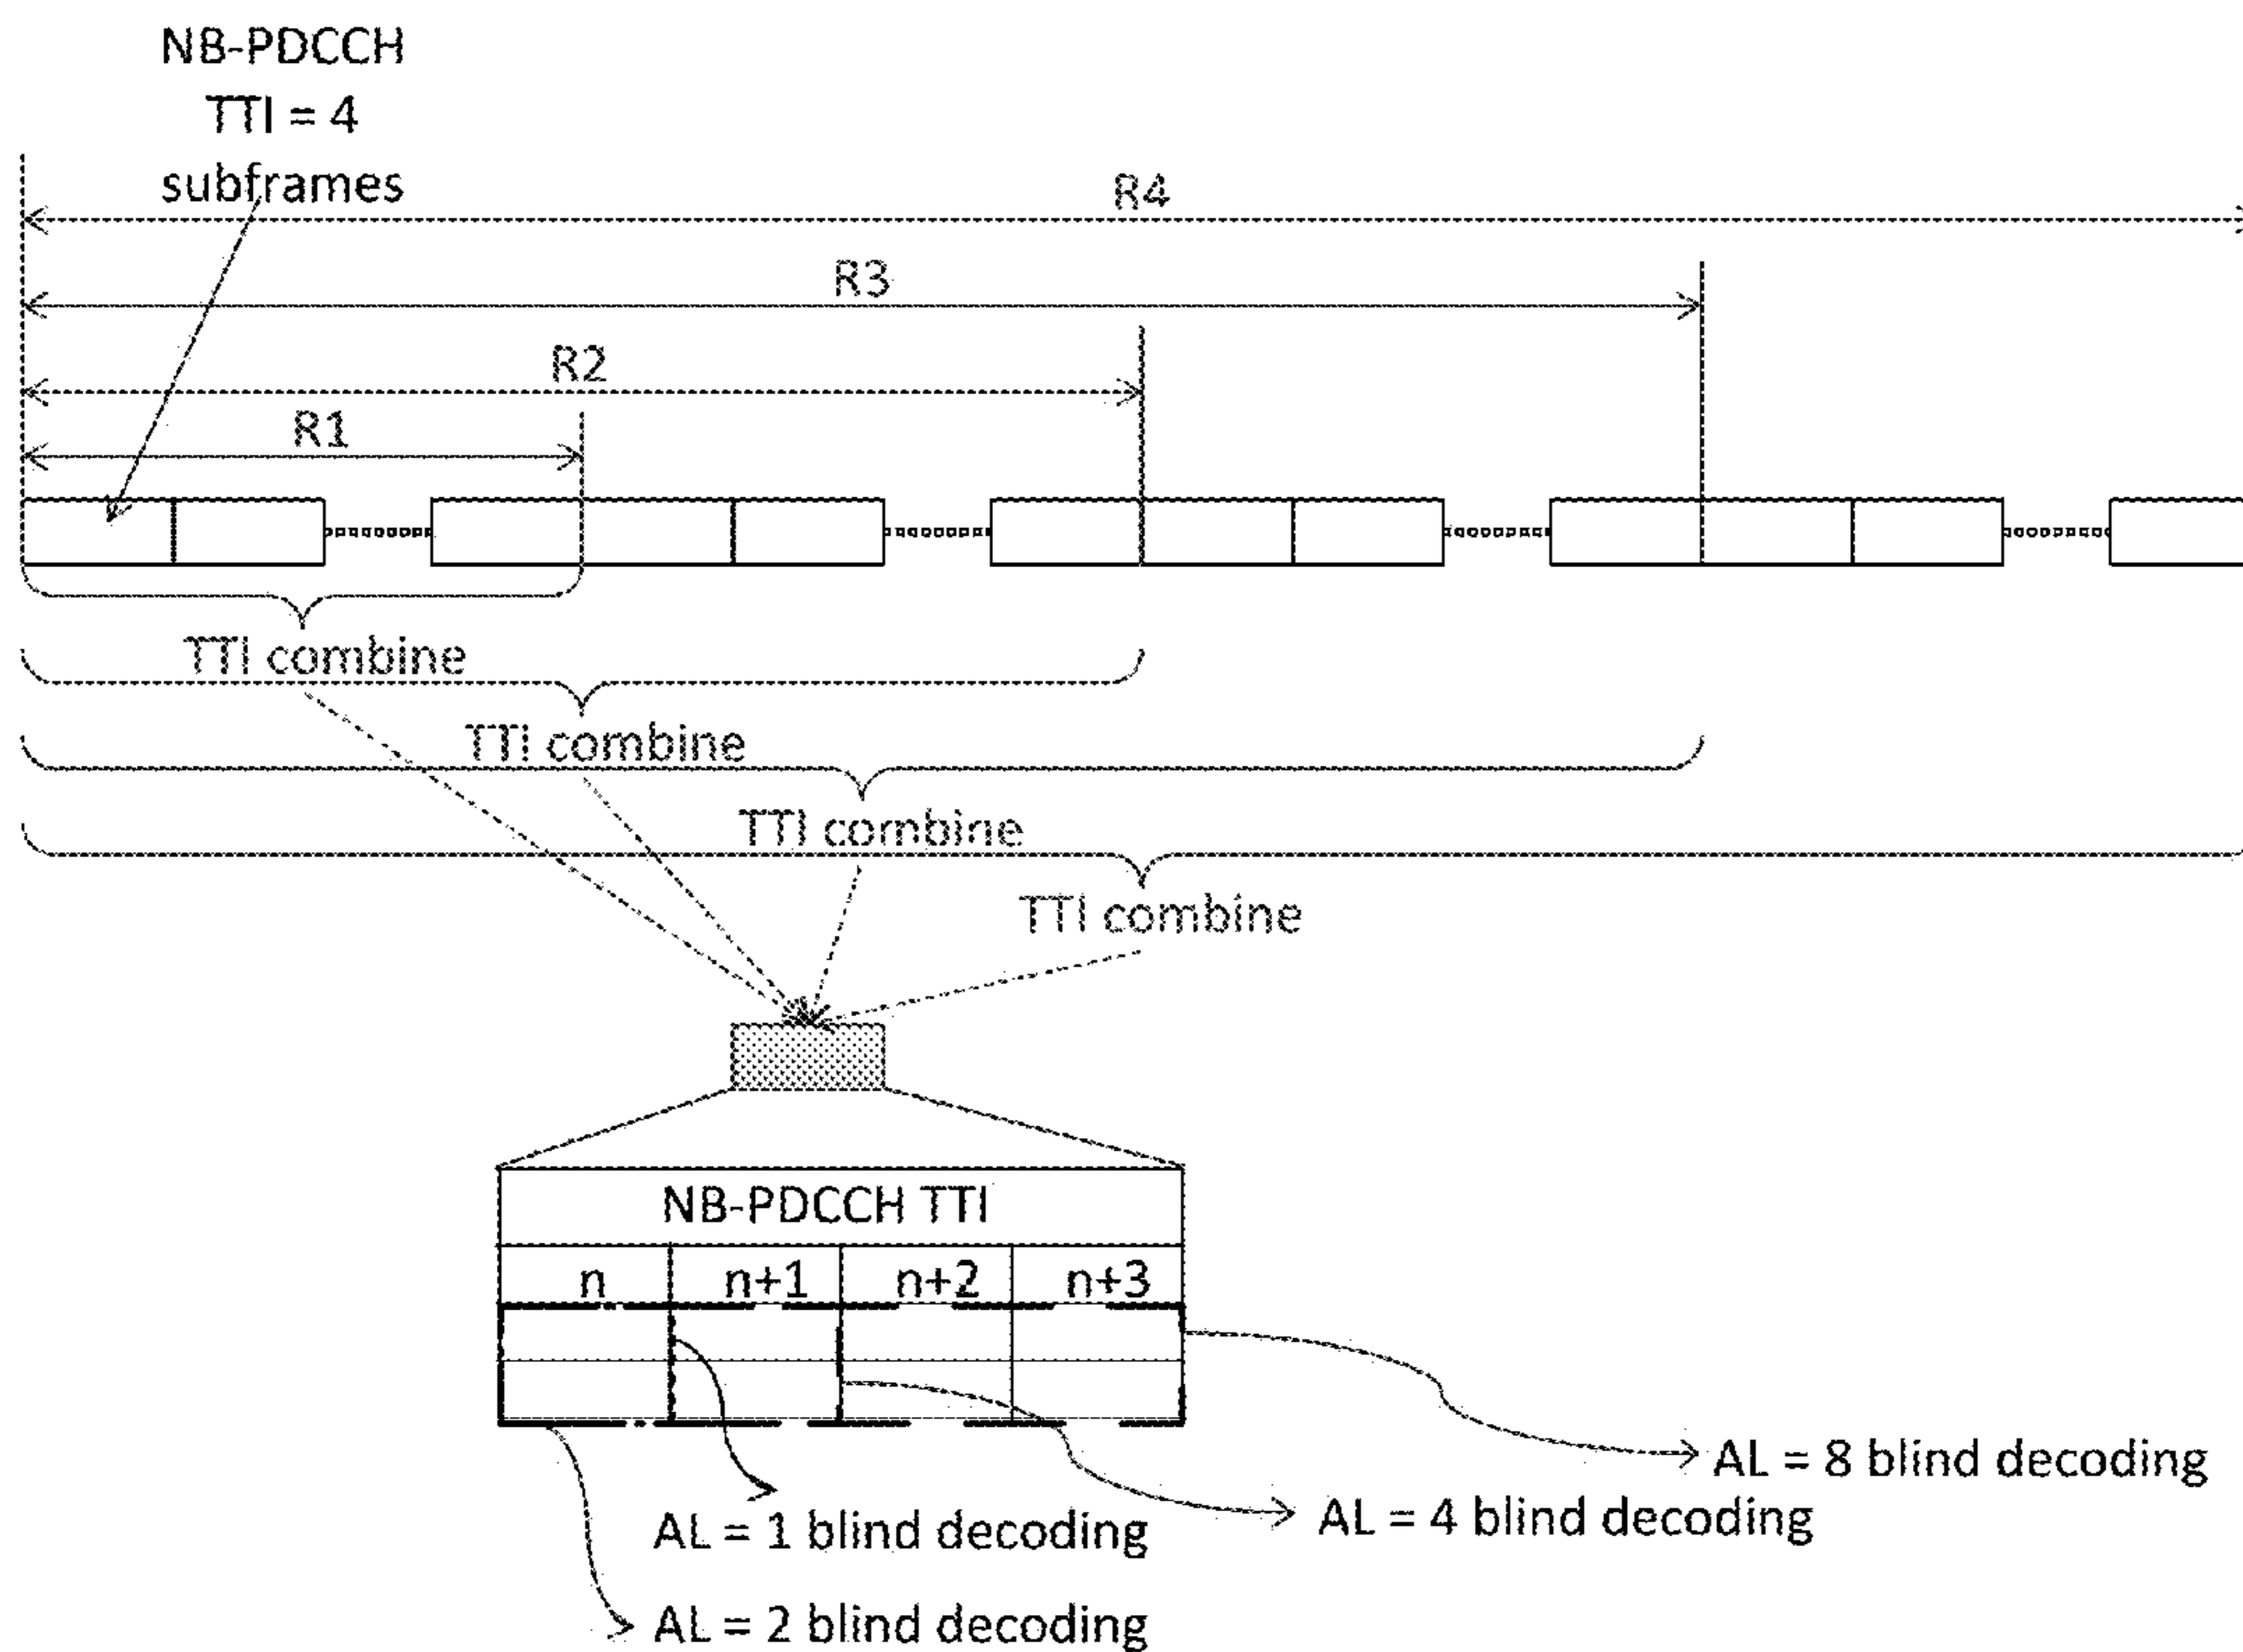 NB-PDCCH
TTI = 4
subframes
R4
R3
R2
R1
TTI combine
TTI combine
TTI combine
TTI combine
NB-PDCCH TTI
n n+1 n+2 n+3
AL = 8 blind decoding
AL = 4 blind decoding
AL = 1 blind decoding
AL = 2 blind decoding